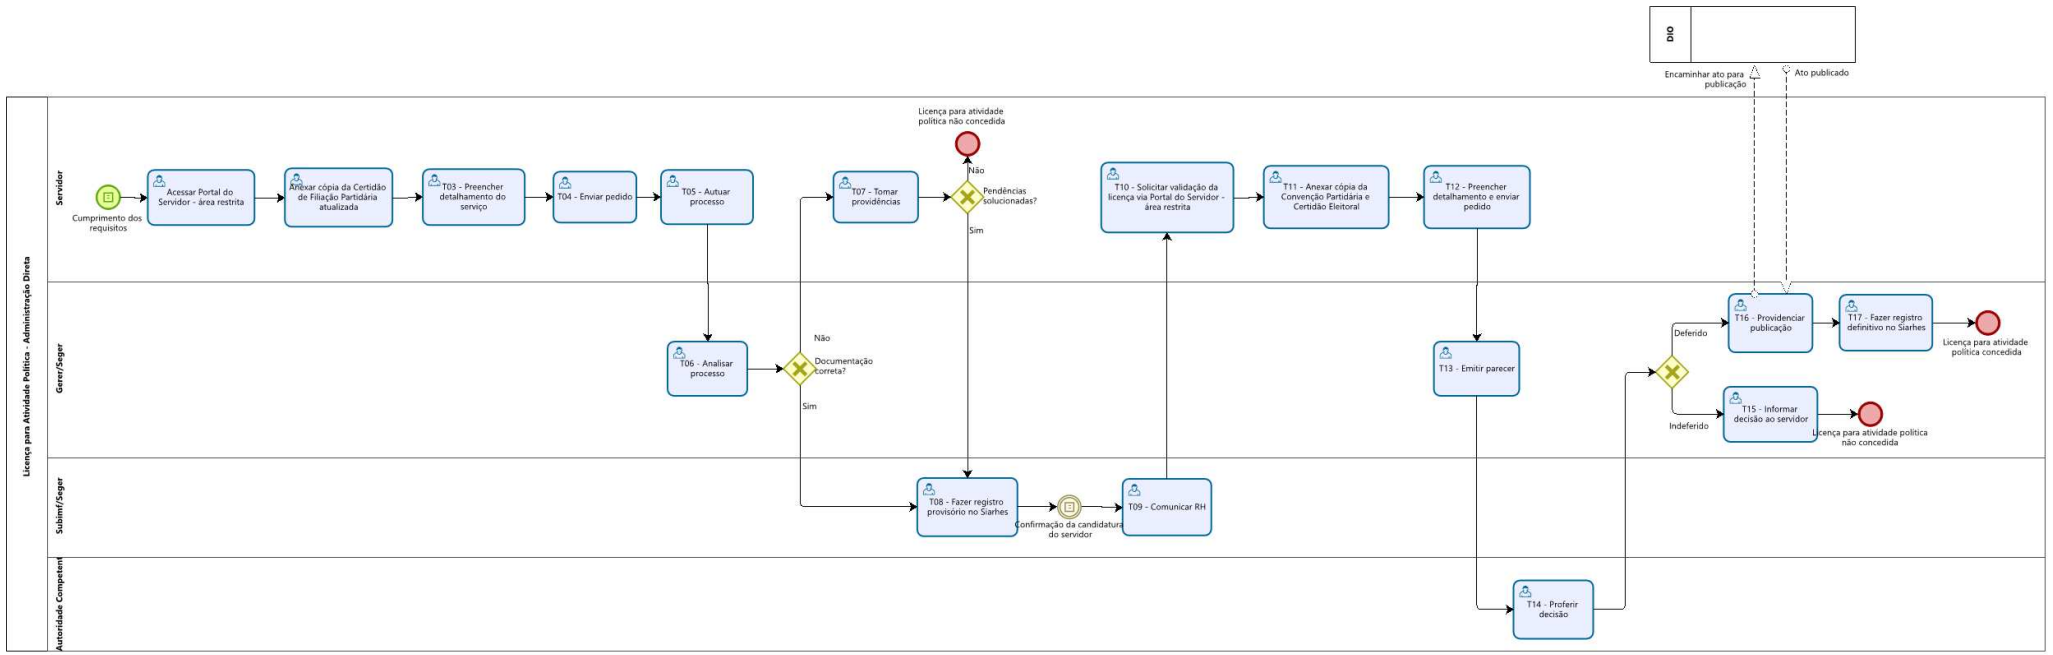 DIO
Encaminhar ato para
publicação
Ato publicado
Licença para Atividade Política - Administração Direta
Servidor
Cumprimento dos
requisitos
Acessar Portal do
Servidor - área restrita
Anexar cópia da Certidão
de Filiação Partidária
atualizada
T03 - Preencher
detalhamento do
serviço
T04 - Enviar pedido
T05 - Autuar
processo
T07 - Tomar
providências
Licença para atividade
política não concedida
Não
Pendências
solucionadas?
Sim
T10 - Solicitar validação da
licença via Portal do Servidor -
área restrita
T11 - Anexar cópia da
Convenção Partidária e
Certidão Eleitoral
T12 - Preencher
detalhamento e enviar
pedido
Gerer/Seger
T06 - Analisar
processo
Não
Documentação
correta?
Sim
T13 - Emitir parecer
Deferido
Indeferido
T16 - Providenciar
publicação
T17 - Fazer registro
definitivo no Siarhes
Licença para atividade
política concedida
T15 - Informar
decisão ao servidor
Licença para atividade política
não concedida
Subimf/Seger
T08 - Fazer registro
provisório no Siarhes
Confirmação da candidatura
do servidor
T09 - Comunicar RH
Autoridade Competent
T14 - Proferir
decisão